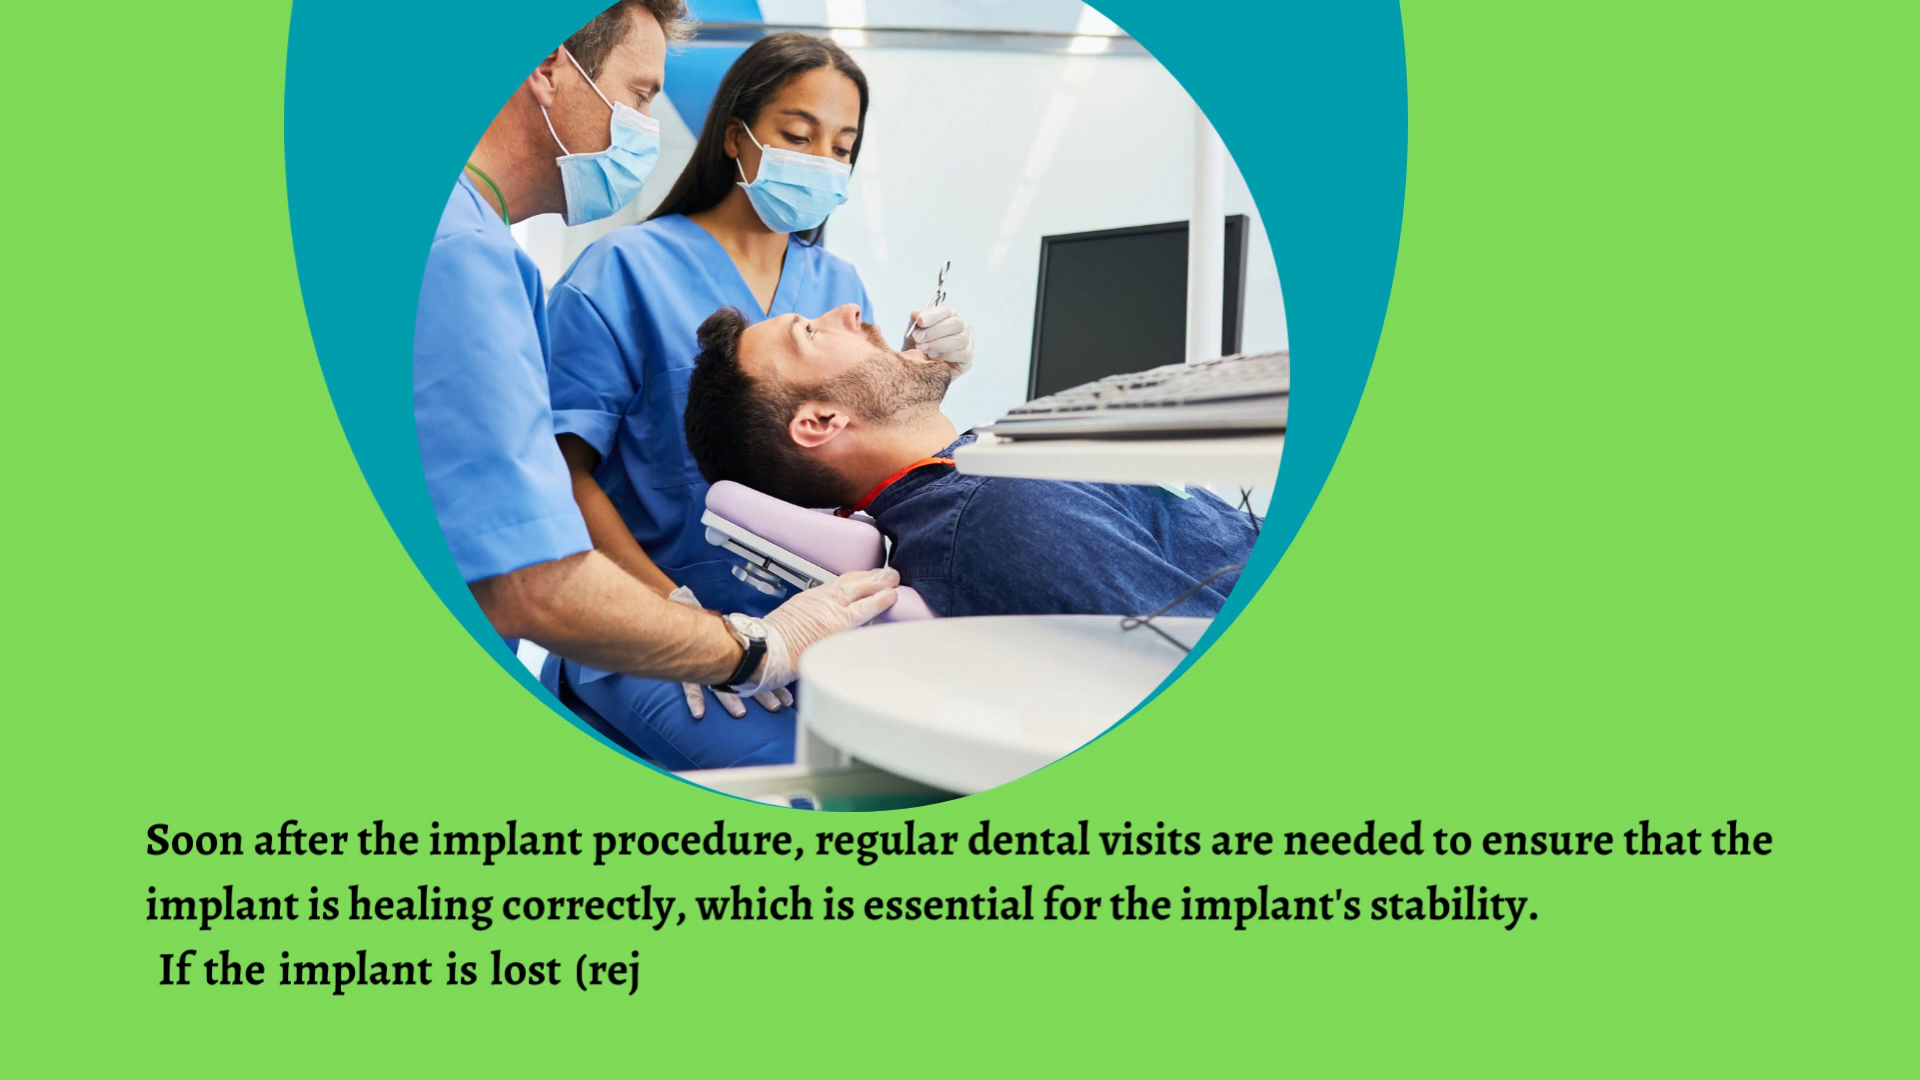 Soon after the implant procedure, regular dental visits are needed to ensure that the
implant is healing correctly, which is essential for the implant's stability.
If the implant is lost (rej